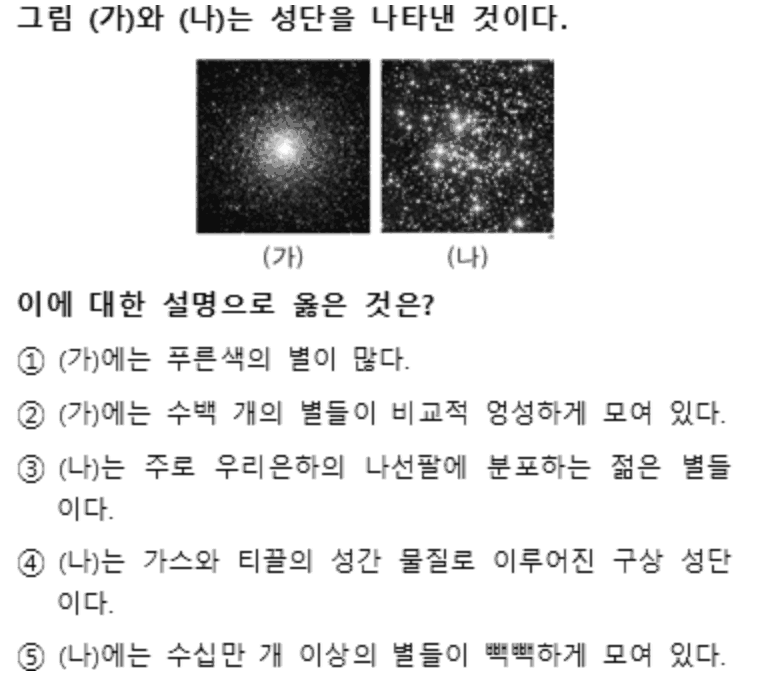 그림 (가)와 (나)는 성단을 나타낸 것이다.
(가) (나)
이에 대한 설명으로 옳은 것은?
① (가)에는 푸른색의 별이 많다.
② (가)에는 수백 개의 별들이 비교적 엉성하게 모여 있다.
③ (나)는 주로 우리은하의 나선팔에 분포하는 젊은 별들
이다.
④ (나)는 가스와 티끌의 성간 물질로 이루어진 구상 성단
이다.
⑤ (나)에는 수십만 개 이상의 별들이 빽빽하게 모여 있다.